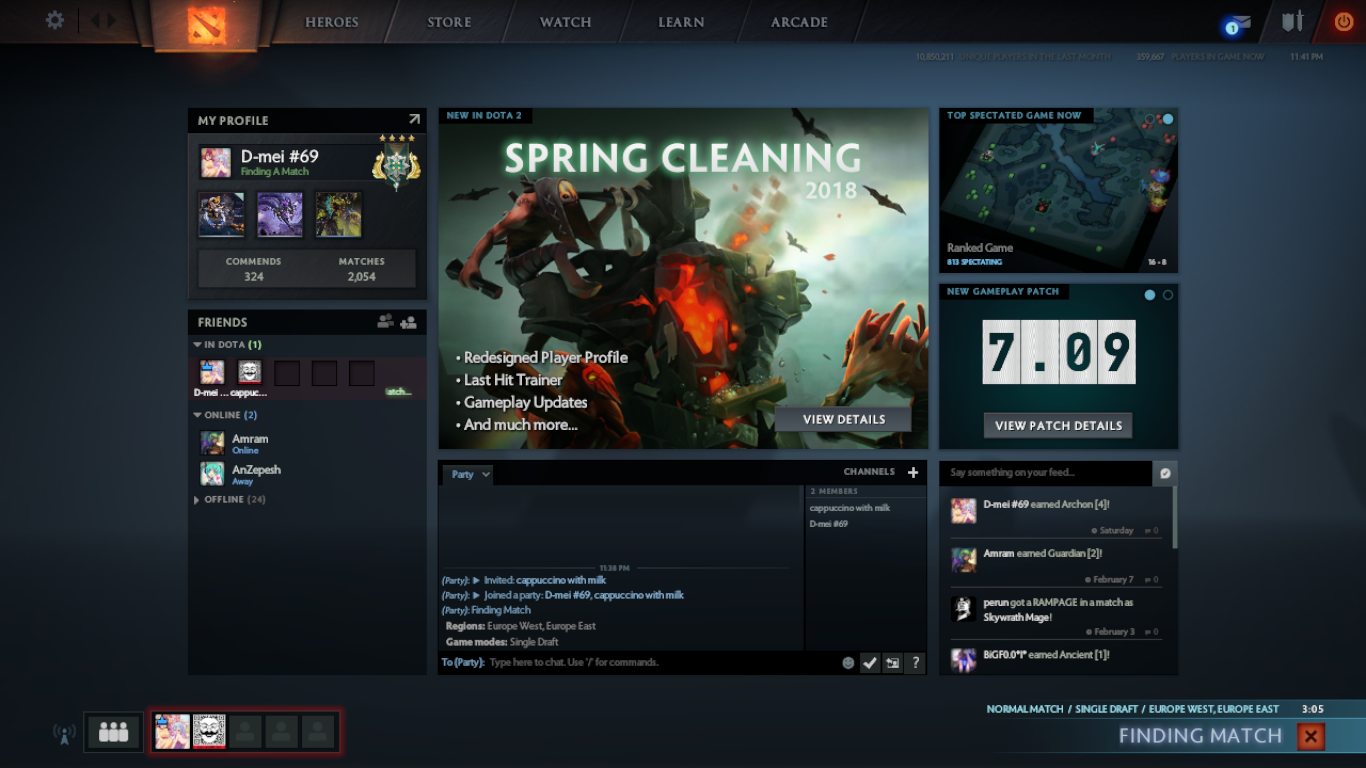 HEROES
STORE
WATCH
LEARN
ARCADE
1
10,850,211 UNIQUE PLAYERS IN THE LAST MONTH
359,667 PLAYERS IN GAME NOW
11:41 PM
MY PROFILE
D-mei #69
Finding A Match
COMMENDS
324
MATCHES
2,054
FRIENDS
IN DOTA (1)
D-mei ... cappuc...
atch...
ONLINE (2)
Amram
Online
AnZepesh
Away
OFFLINE (24)
NEW IN DOTA 2
SPRING CLEANING
2018
• Redesigned Player Profile
• Last Hit Trainer
• Gameplay Updates
• And much more...
VIEW DETAILS
TOP SPECTATED GAME NOW
Ranked Game
813 SPECTATING
16 - 8
NEW GAMEPLAY PATCH
7.09
VIEW PATCH DETAILS
Party
CHANNELS +
2 MEMBERS
cappuccino with milk
D-mei #69
11:38 PM
(Party): ▶ Invited: cappuccino with milk
(Party): ▶ Joined a party: D-mei #69, cappuccino with milk
(Party): Finding Match
Regions: Europe West, Europe East
Game modes: Single Draft
To (Party): Type here to chat. Use '/' for commands.
?
Say something on your feed...
D-mei #69 earned Archon [4]!
Saturday 0
Amram earned Guardian [2]!
February 7 0
perun got a RAMPAGE in a match as
Skywrath Mage!
February 3 0
BiGF0.0*I* earned Ancient [1]!
NORMAL MATCH / SINGLE DRAFT / EUROPE WEST, EUROPE EAST 3:05
FINDING MATCH